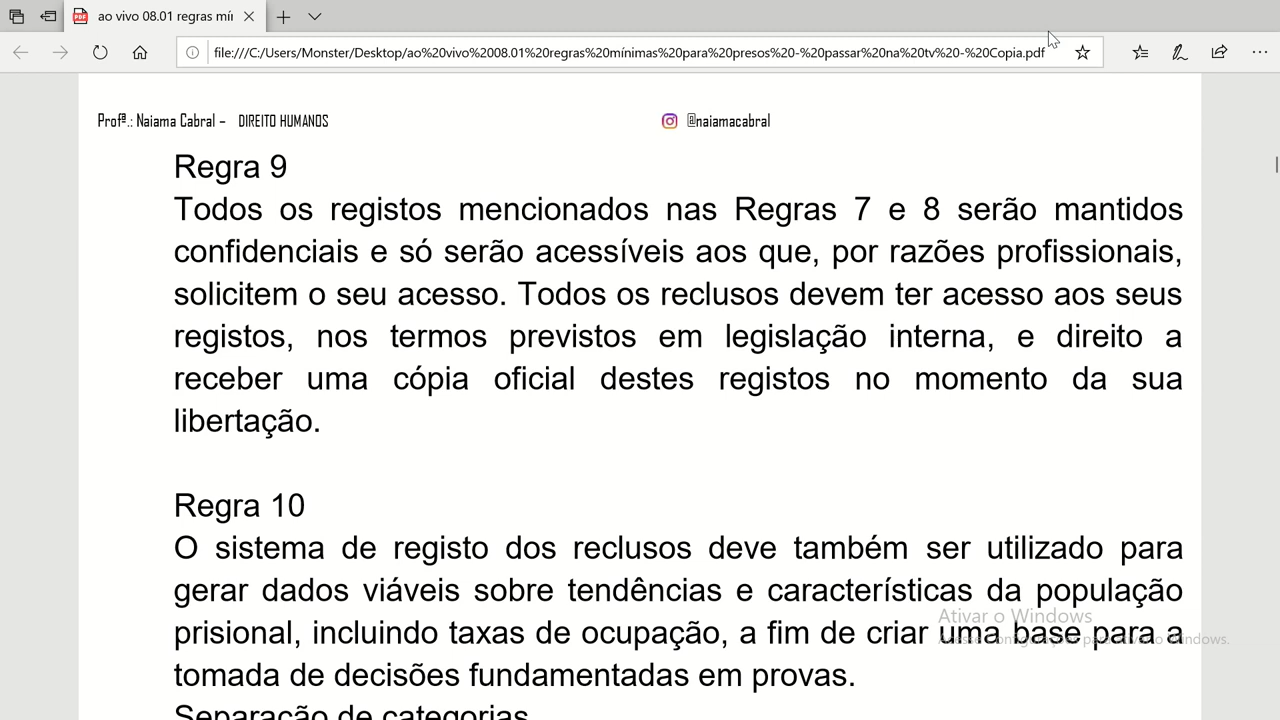 ao vivo 08.01 regras mí
file:///C:/Users/Monster/Desktop/ao%20vivo%2008.01%20regras%20mínimas%20para%20presos%20-%20passar%20na%20tv%20-%20Copia.pdf
Profª.: Naiama Cabral – DIREITO HUMANOS @naiamacabral
Regra 9
Todos os registos mencionados nas Regras 7 e 8 serão mantidos
confidenciais e só serão acessíveis aos que, por razões profissionais,
solicitem o seu acesso. Todos os reclusos devem ter acesso aos seus
registos, nos termos previstos em legislação interna, e direito a
receber uma cópia oficial destes registos no momento da sua
libertação.
Regra 10
O sistema de registo dos reclusos deve também ser utilizado para
gerar dados viáveis sobre tendências e características da população
Ativar o Windows
prisional, incluindo taxas de ocupação, a fim de criar uma base para a
Windows.
tomada de decisões fundamentadas em provas.
Separação de categorias